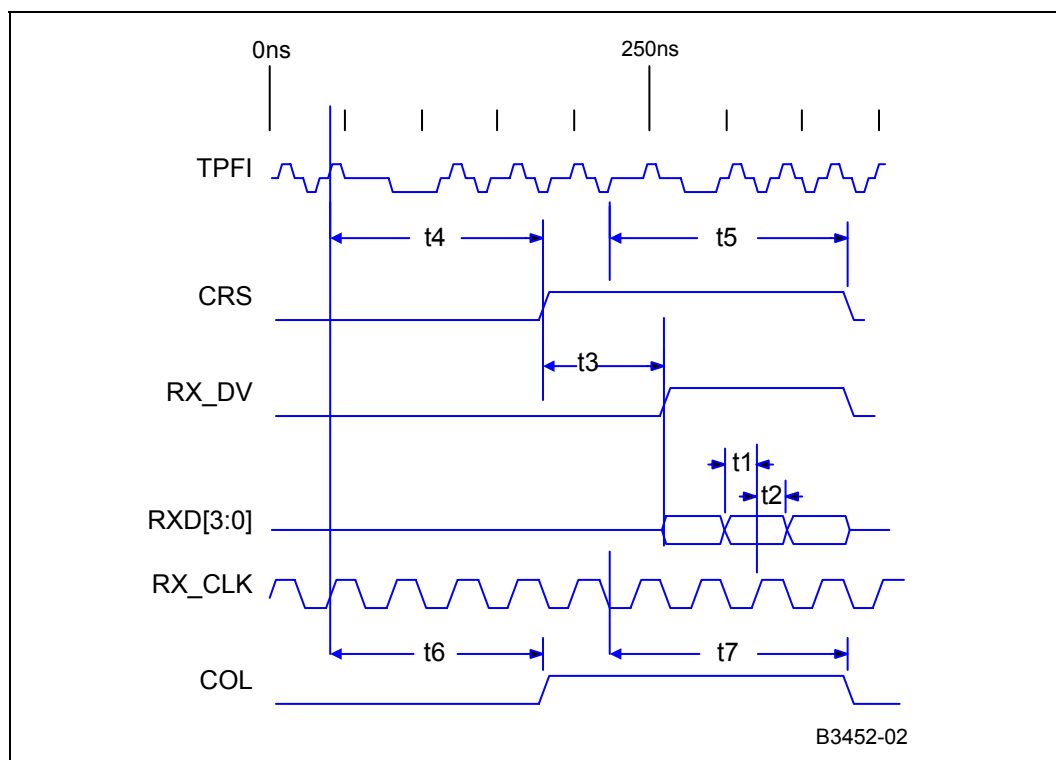 0ns 250ns
TPFI
t4 t5
CRS
t3
RX_DV
t1
t2
RXD[3:0]
RX_CLK
t6 t7
COL
B3452-02